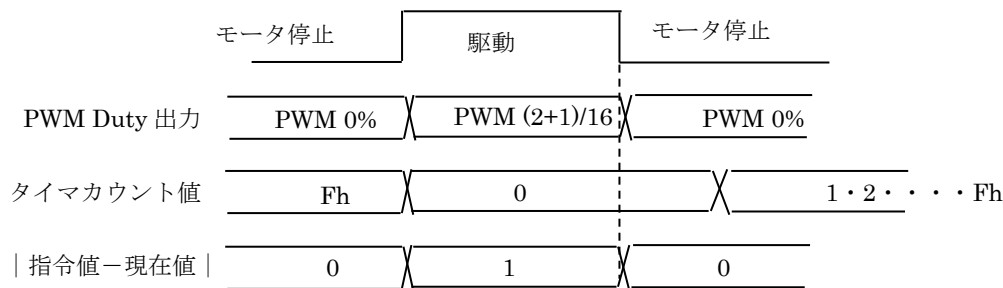 モータ停止 駆動 モータ停止
PWM Duty 出力 PWM 0% PWM (2+1)/16 PWM 0%
タイマカウント値 Fh 0 1・2・・・・Fh
｜指令値－現在値｜ 0 1 0